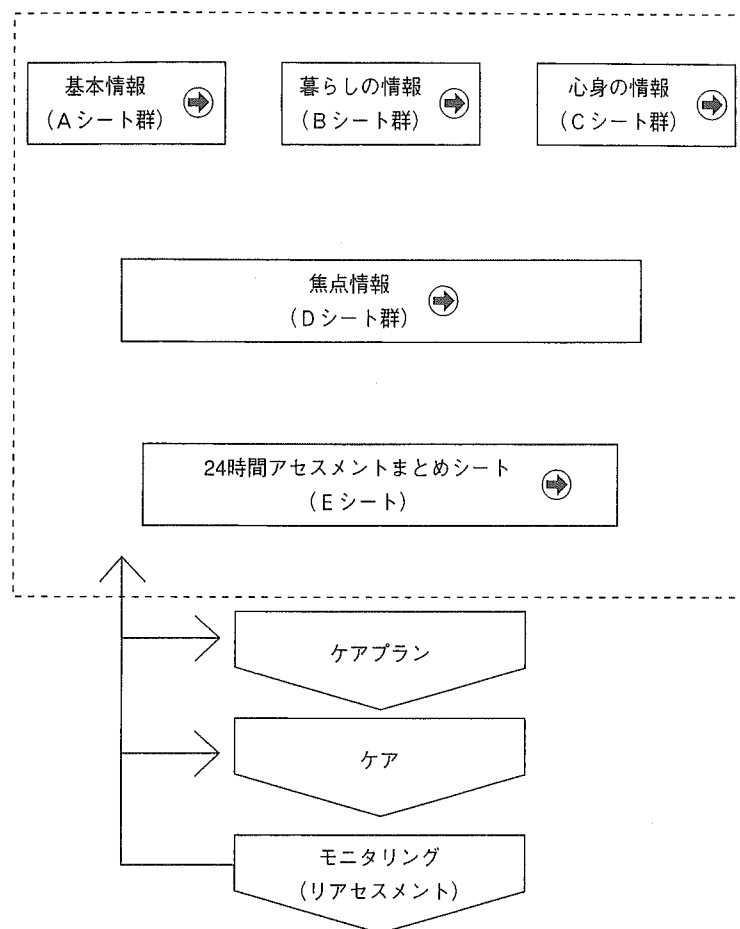 基本情報
(Aシート群)
暮らしの情報
(Bシート群)
心身の情報
(Cシート群)
焦点情報
(Dシート群)
24時間アセスメントまとめシート
(Eシート)
ケアプラン
ケア
モニタリング
(リアセスメント)